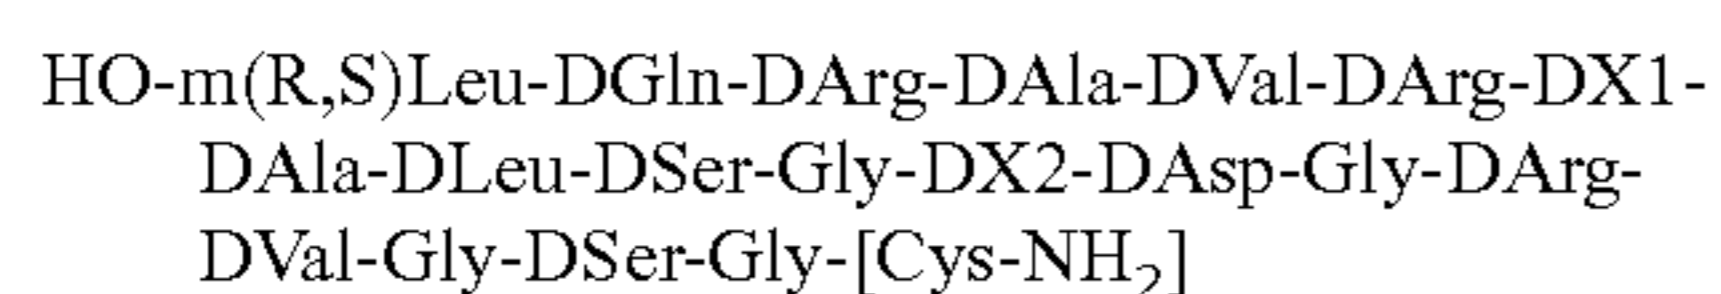 HO-m(R,S)Leu-DGln-DArg-DAla-DVal-DArg-DX1-
DAla-DLeu-DSer-Gly-DX2-DAsp-Gly-DArg-
DVal-Gly-DSer-Gly-[Cys-NH₂]